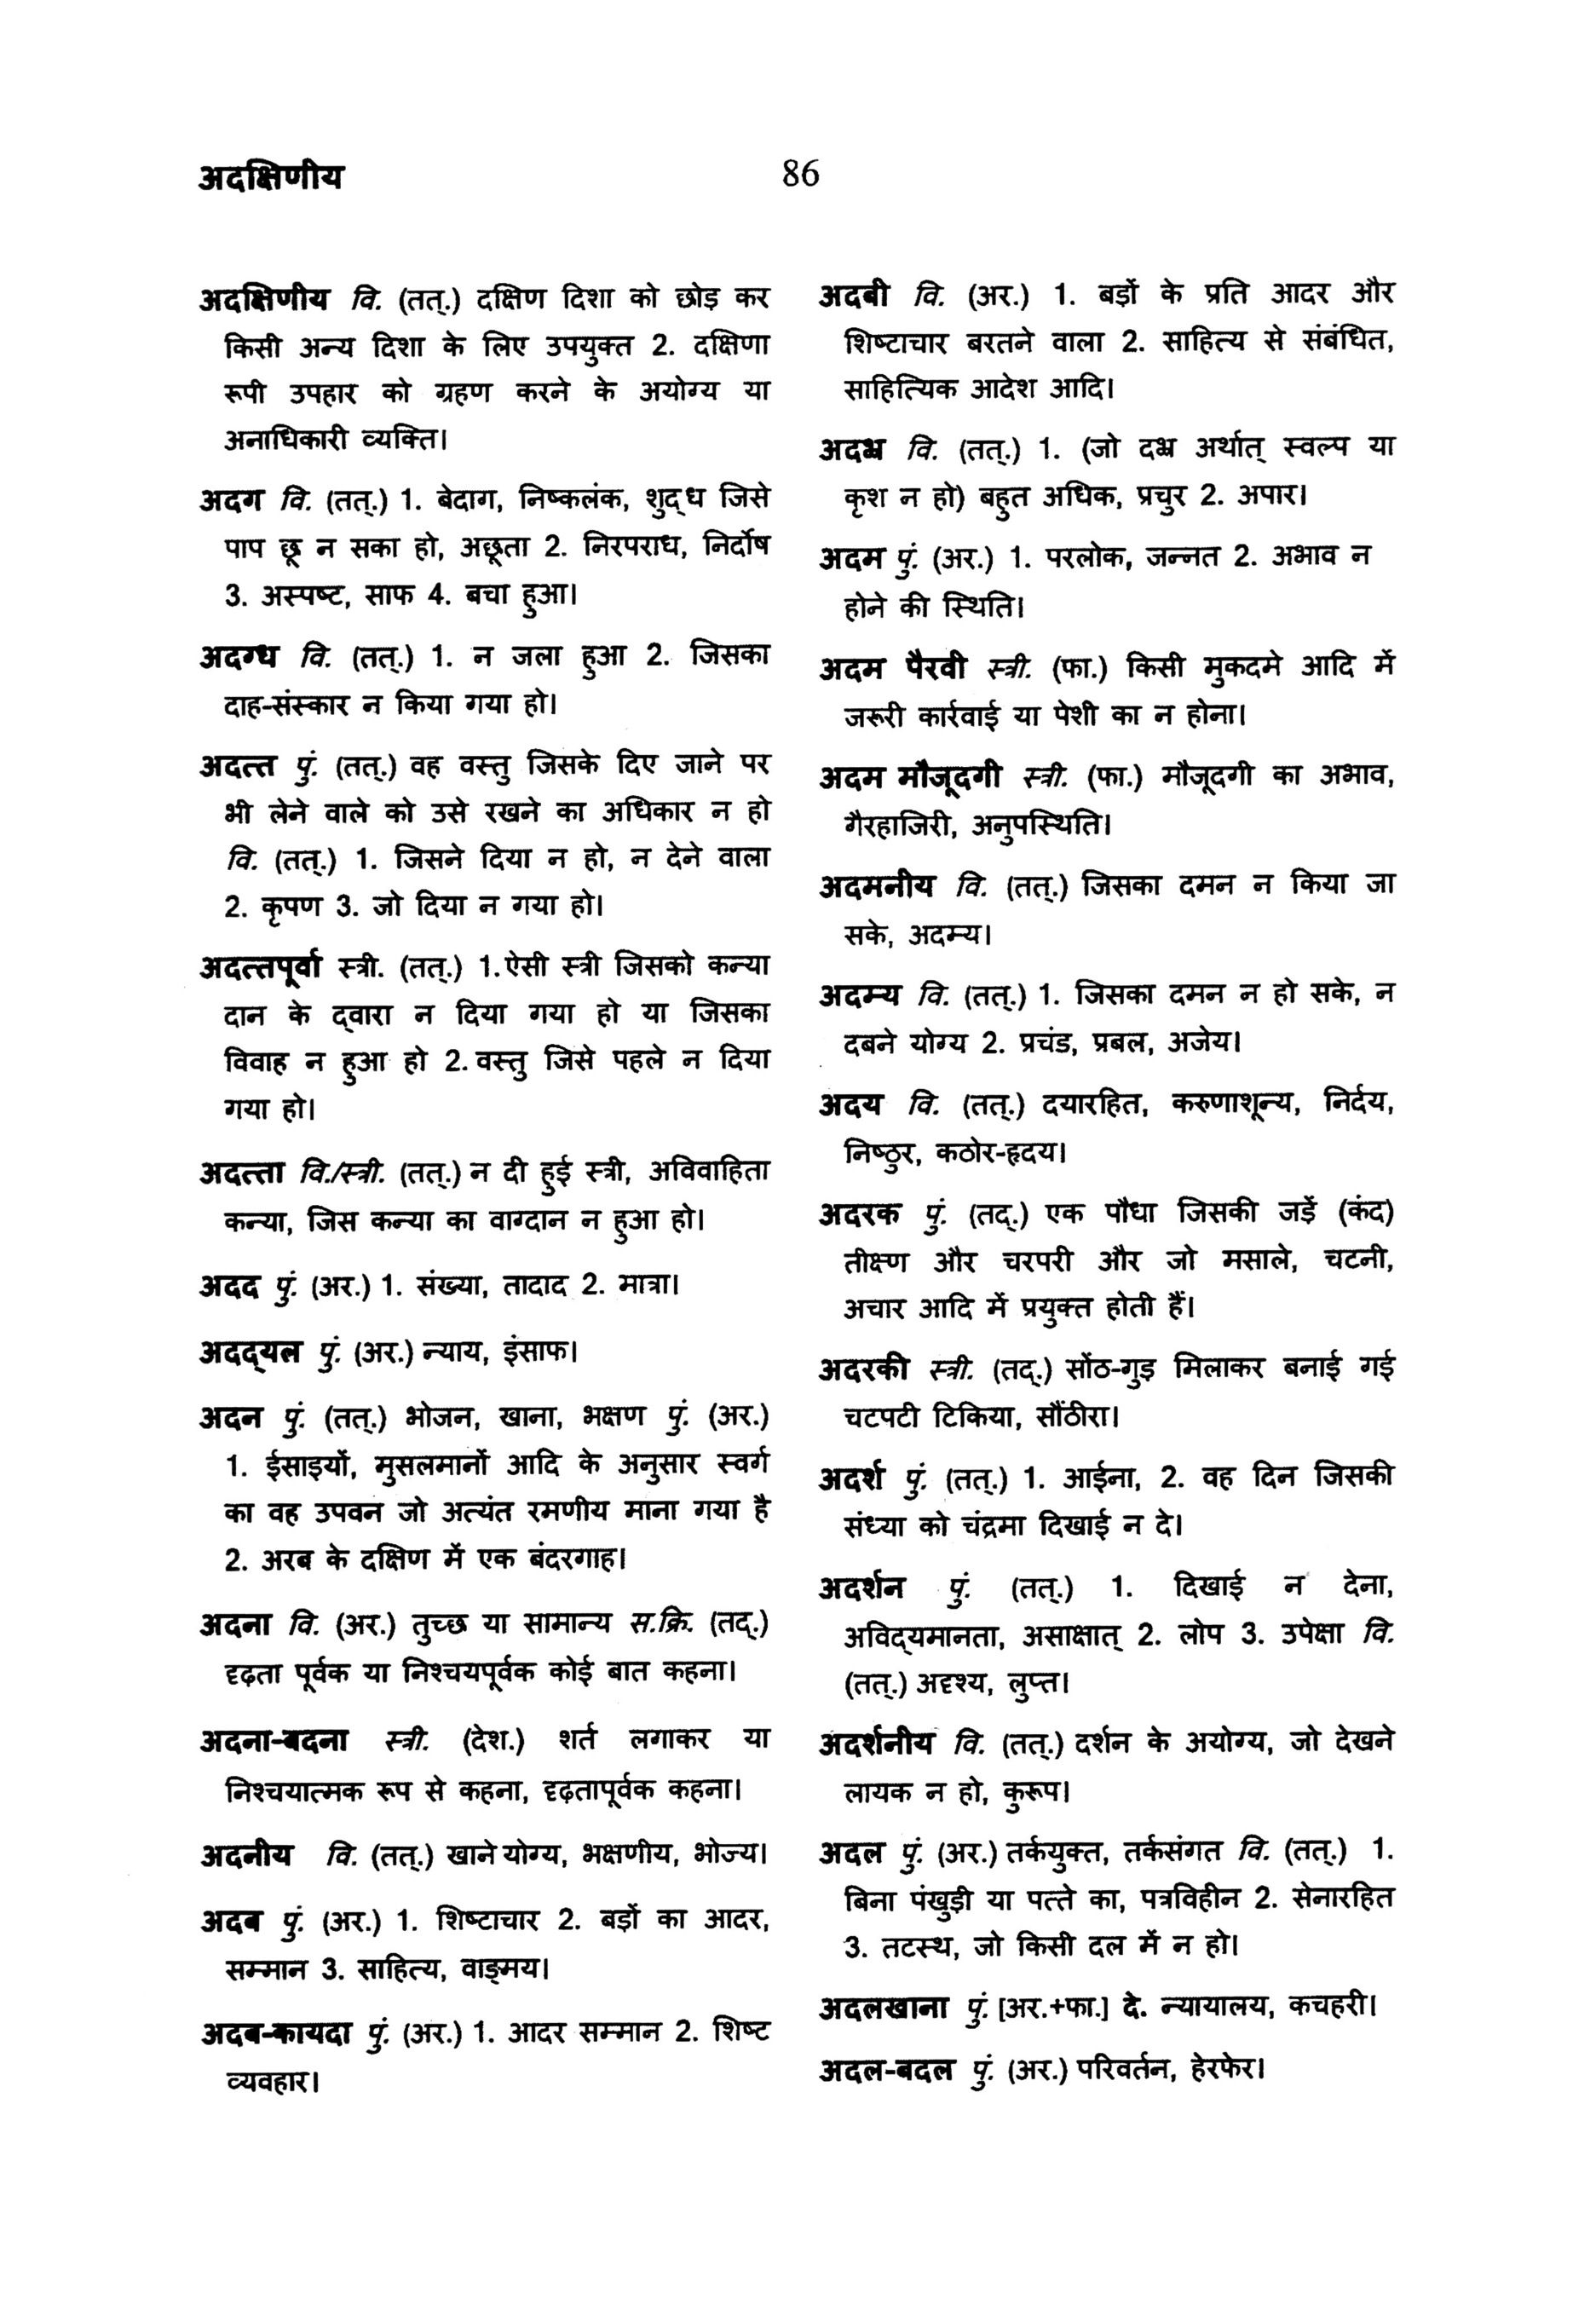 अदक्षिणीय
86
अदक्षिणीय वि. (तत्.) दक्षिण दिशा को छोड़ कर
किसी अन्य दिशा के लिए उपयुक्त 2. दक्षिणा
रूपी उपहार को ग्रहण करने के अयोग्य या
अनाधिकारी व्यक्ति।
अदग वि. (तत्.) 1. बेदाग, निष्कलंक, शुद्ध जिसे
पाप छू न सका हो, अछूता 2. निरपराध, निर्दोष
3. अस्पष्ट, साफ 4. बचा हुआ।
अदग्ध वि. (तत्.) 1. न जला हुआ 2. जिसका
दाह-संस्कार न किया गया हो।
अदत्त पुं. (तत्.) वह वस्तु जिसके दिए जाने पर
भी लेने वाले को उसे रखने का अधिकार न हो
वि. (तत्.) 1. जिसने दिया न हो, न देने वाला
2. कृपण 3. जो दिया न गया हो।
अदत्तपूर्वा स्त्री. (तत्.) 1.ऐसी स्त्री जिसको कन्या
दान के द्वारा न दिया गया हो या जिसका
विवाह न हुआ हो 2. वस्तु जिसे पहले न दिया
गया हो।
अदत्ता वि./स्त्री. (तत्.) न दी हुई स्त्री, अविवाहिता
कन्या, जिस कन्या का वाग्दान न हुआ हो।
अदद पुं. (अर.) 1. संख्या, तादाद 2. मात्रा।
अदद्यल पुं. (अर.) न्याय, इंसाफ।
अदन पुं. (तत्.) भोजन, खाना, भक्षण पुं. (अर.)
1. ईसाइयों, मुसलमानों आदि के अनुसार स्वर्ग
का वह उपवन जो अत्यंत रमणीय माना गया है
2. अरब के दक्षिण में एक बंदरगाह।
अदना वि. (अर.) तुच्छ या सामान्य स.क्रि. (तद्.)
दृढ़ता पूर्वक या निश्चयपूर्वक कोई बात कहना।
अदना-बदना स्त्री. (देश.) शर्त लगाकर या
निश्चयात्मक रूप से कहना, दृढ़तापूर्वक कहना।
अदनीय वि. (तत्.) खाने योग्य, भक्षणीय, भोज्य।
अदब पुं. (अर.) 1. शिष्टाचार 2. बड़ों का आदर,
सम्मान 3. साहित्य, वाङ्मय।
अदब-कायदा पुं. (अर.) 1. आदर सम्मान 2. शिष्ट
व्यवहार।
अदबी वि. (अर.) 1. बड़ों के प्रति आदर और
शिष्टाचार बरतने वाला 2. साहित्य से संबंधित,
साहित्यिक आदेश आदि।
अदभ्र वि. (तत्.) 1. (जो दभ्र अर्थात् स्वल्प या
कृश न हो) बहुत अधिक, प्रचुर 2. अपार।
अदम पुं. (अर.) 1. परलोक, जन्नत 2. अभाव न
होने की स्थिति।
अदम पैरवी स्त्री. (फा.) किसी मुकदमे आदि में
जरूरी कार्रवाई या पेशी का न होना।
अदम मौजूदगी स्त्री. (फा.) मौजूदगी का अभाव,
गैरहाजिरी, अनुपस्थिति।
अदमनीय वि. (तत्.) जिसका दमन न किया जा
सके, अदम्य।
अदम्य वि. (तत्.) 1. जिसका दमन न हो सके, न
दबने योग्य 2. प्रचंड, प्रबल, अजेय।
अदय वि. (तत्.) दयारहित, करुणाशून्य, निर्दय,
निष्ठुर, कठोर-हृदय।
अदरक पुं. (तद्.) एक पौधा जिसकी जड़ें (कंद)
तीक्ष्ण और चरपरी और जो मसाले, चटनी,
अचार आदि में प्रयुक्त होती हैं।
अदरकी स्त्री. (तद्.) सोंठ-गुड़ मिलाकर बनाई गई
चटपटी टिकिया, सौंठीरा।
अदर्श पुं. (तत्.) 1. आईना, 2. वह दिन जिसकी
संध्या को चंद्रमा दिखाई न दे।
अदर्शन पुं. (तत्.) 1. दिखाई न देना,
अविद्यमानता, असाक्षात् 2. लोप 3. उपेक्षा वि.
(तत्.) अदृश्य, लुप्त।
अदर्शनीय वि. (तत्.) दर्शन के अयोग्य, जो देखने
लायक न हो, कुरूप।
अदल पुं. (अर.) तर्कयुक्त, तर्कसंगत वि. (तत्.) 1.
बिना पंखुड़ी या पत्ते का, पत्रविहीन 2. सेनारहित
3. तटस्थ, जो किसी दल में न हो।
अदलखाना पुं. [अर.+फा.] दे. न्यायालय, कचहरी।
अदल-बदल पुं. (अर.) परिवर्तन, हेरफेर।